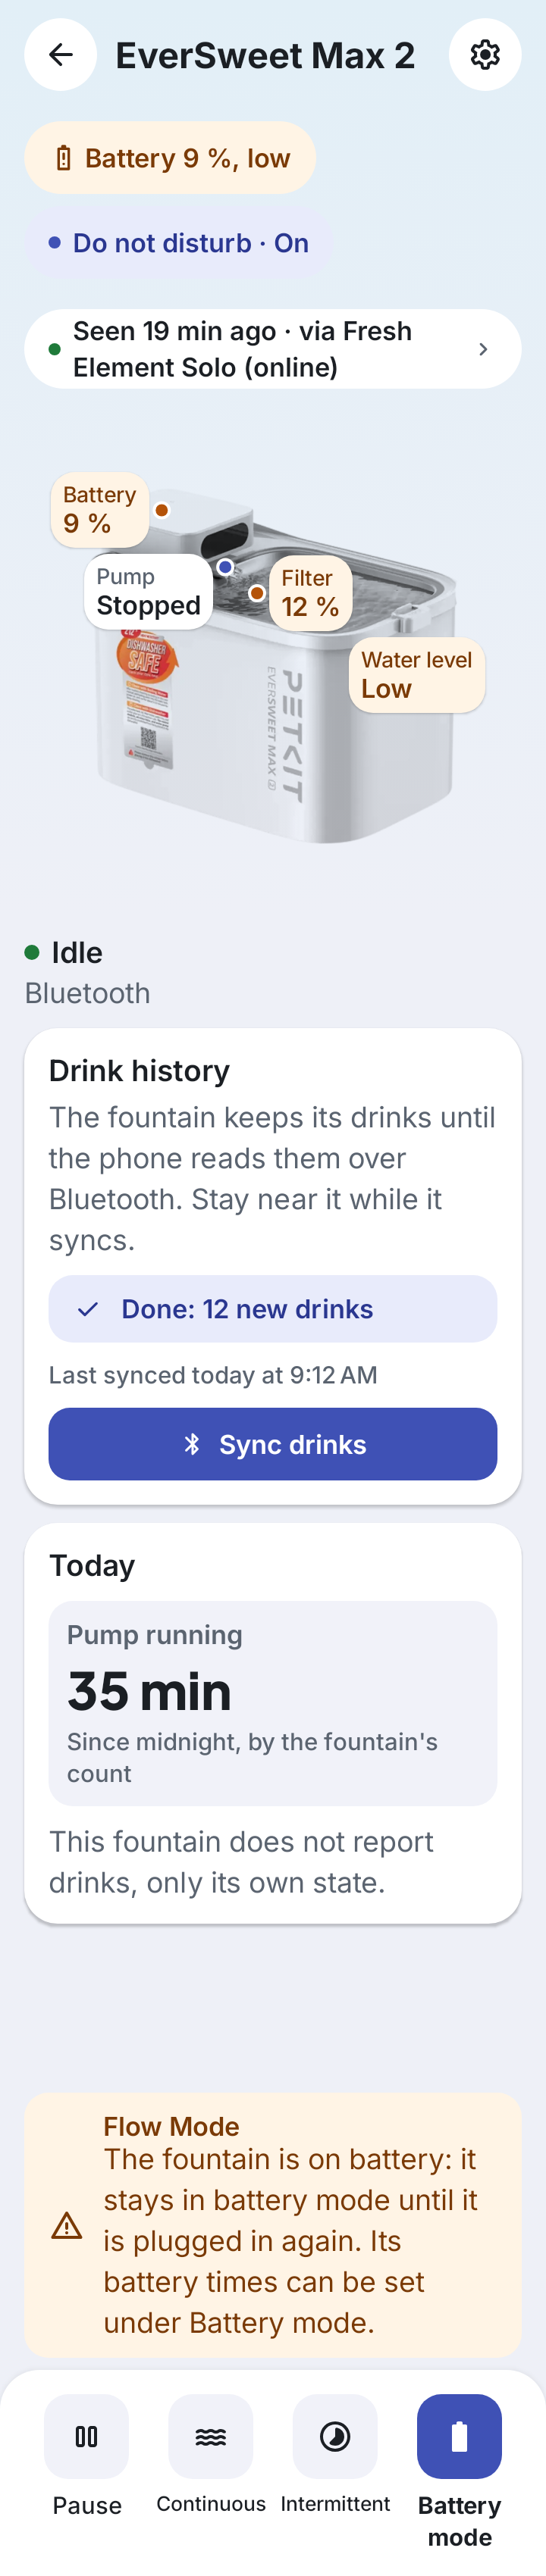 EverSweet Max 2
Battery 9 %, low
Do not disturb · On
Seen 19 min ago · via Fresh
Element Solo (online)
Battery
9 %
Pump
Stopped
Filter
12 %
Water level
Low
DISHWASHER
SAFE
PETKIT
EVERSWEET MAX 2
Idle
Bluetooth
Drink history
The fountain keeps its drinks until
the phone reads them over
Bluetooth. Stay near it while it
syncs.
Done: 12 new drinks
Last synced today at 9:12 AM
Sync drinks
Today
Pump running
35 min
Since midnight, by the fountain's
count
This fountain does not report
drinks, only its own state.
Flow Mode
The fountain is on battery: it
stays in battery mode until it
is plugged in again. Its
battery times can be set
under Battery mode.
Pause
Continuous
Intermittent
Battery
mode